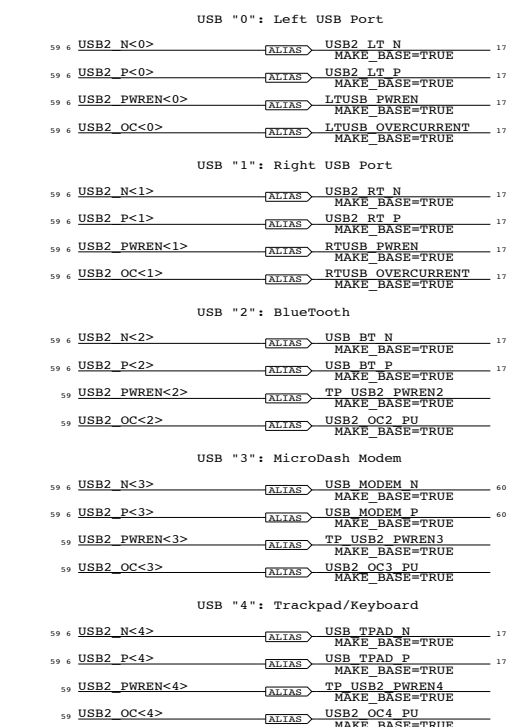 USB "0": Left USB Port
59 6 USB2_N<0> ALIAS USB2_LT_N 17
MAKE_BASE=TRUE
59 6 USB2_P<0> ALIAS USB2_LT_P 17
MAKE_BASE=TRUE
59 6 USB2_PWREN<0> ALIAS LTUSB_PWREN 17
MAKE_BASE=TRUE
59 6 USB2_OC<0> ALIAS LTUSB_OVERCURRENT 17
MAKE_BASE=TRUE
USB "1": Right USB Port
59 6 USB2_N<1> ALIAS USB2_RT_N 17
MAKE_BASE=TRUE
59 6 USB2_P<1> ALIAS USB2_RT_P 17
MAKE_BASE=TRUE
59 6 USB2_PWREN<1> ALIAS RTUSB_PWREN 17
MAKE_BASE=TRUE
59 6 USB2_OC<1> ALIAS RTUSB_OVERCURRENT 17
MAKE_BASE=TRUE
USB "2": BlueTooth
59 6 USB2_N<2> ALIAS USB_BT_N 17
MAKE_BASE=TRUE
59 6 USB2_P<2> ALIAS USB_BT_P 17
MAKE_BASE=TRUE
59 USB2_PWREN<2> ALIAS TP_USB2_PWREN2
MAKE_BASE=TRUE
59 USB2_OC<2> ALIAS USB2_OC2_PU
MAKE_BASE=TRUE
USB "3": MicroDash Modem
59 6 USB2_N<3> ALIAS USB_MODEM_N 60
MAKE_BASE=TRUE
59 6 USB2_P<3> ALIAS USB_MODEM_P 60
MAKE_BASE=TRUE
59 USB2_PWREN<3> ALIAS TP_USB2_PWREN3
MAKE_BASE=TRUE
59 USB2_OC<3> ALIAS USB2_OC3_PU
MAKE_BASE=TRUE
USB "4": Trackpad/Keyboard
59 6 USB2_N<4> ALIAS USB_TPAD_N 17
MAKE_BASE=TRUE
59 6 USB2_P<4> ALIAS USB_TPAD_P 17
MAKE_BASE=TRUE
59 USB2_PWREN<4> ALIAS TP_USB2_PWREN4
MAKE_BASE=TRUE
59 USB2_OC<4> ALIAS USB2_OC4_PU
MAKE_BASE=TRUE